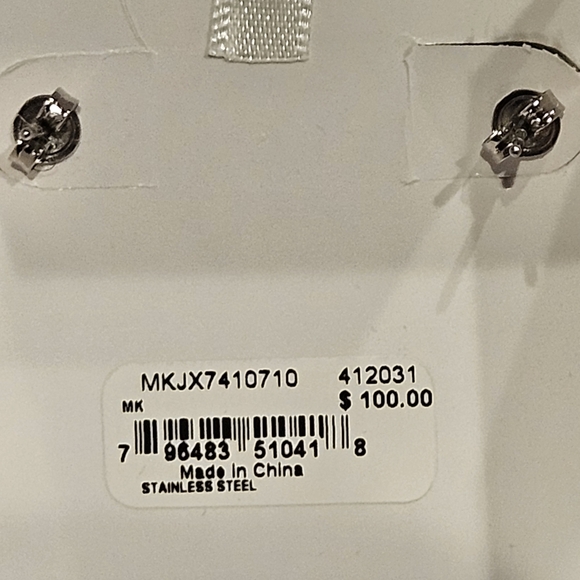 MKJX7410710 412031
MK $ 100.00
7 96483 51041 8
Made In China
STAINLESS STEEL